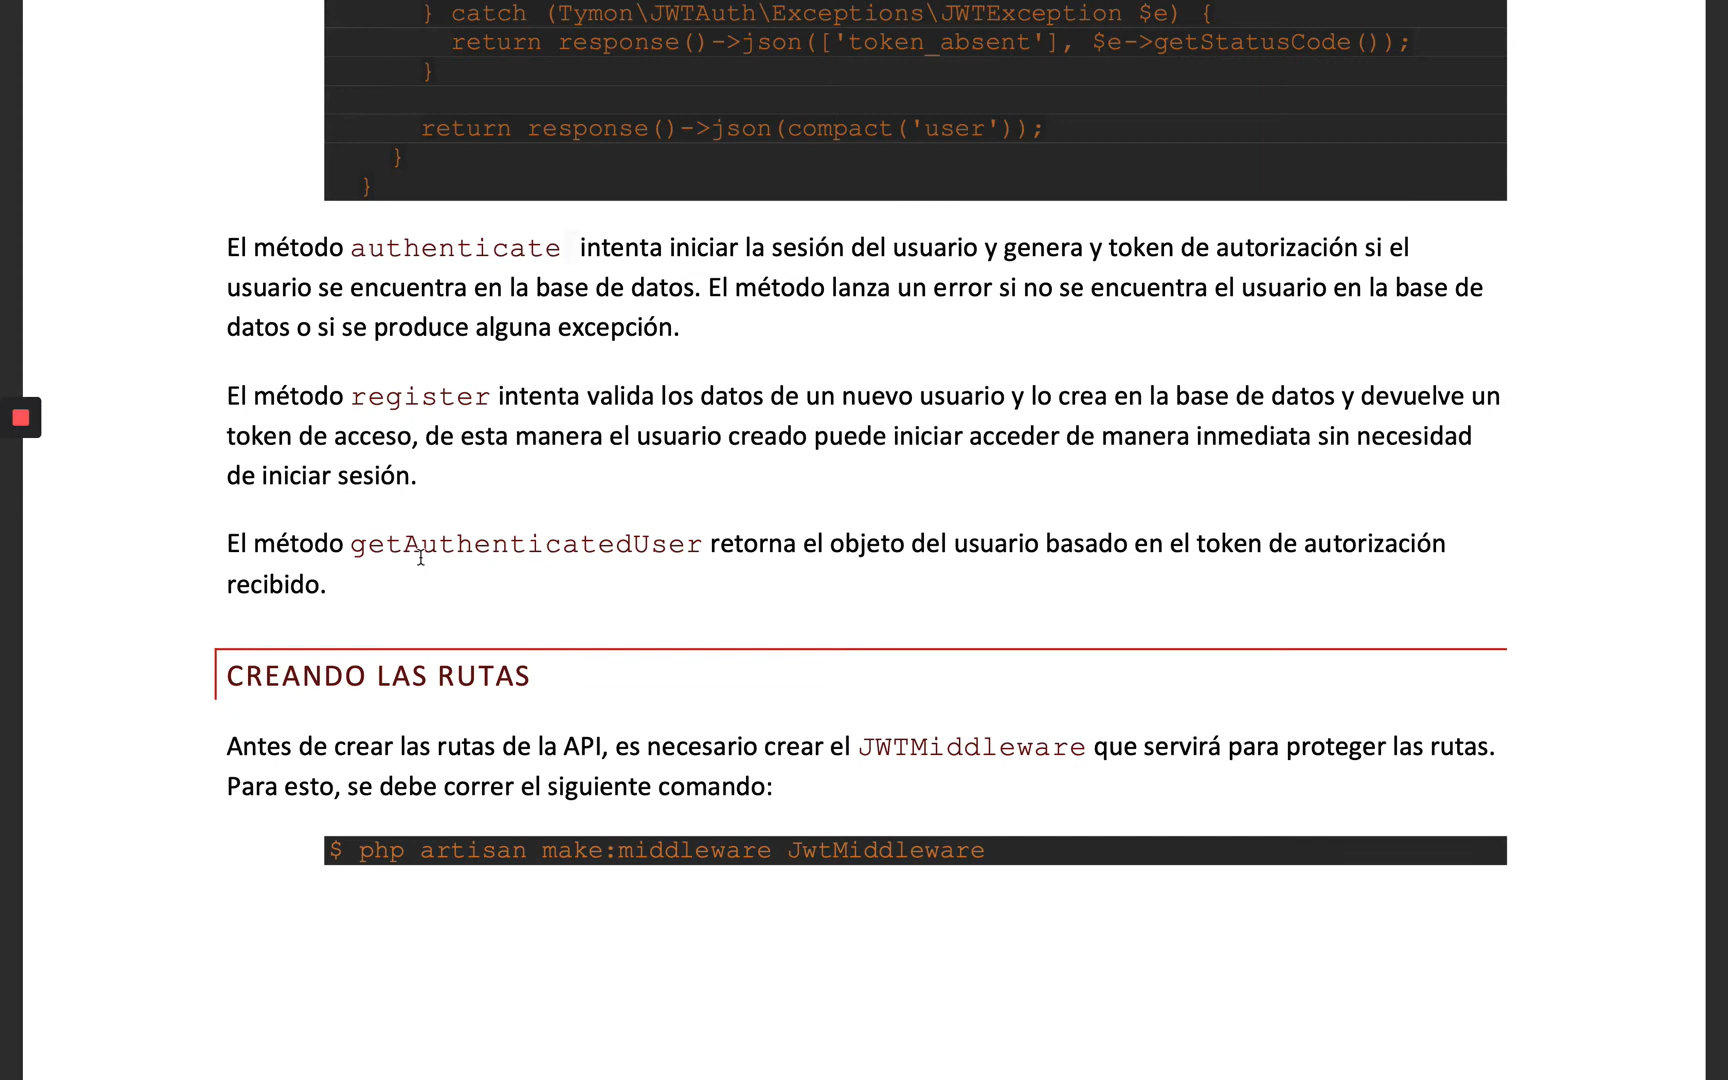 } catch (Tymon\JWTAuth\Exceptions\JWTException $e) {
return response()->json(['token_absent'], $e->getStatusCode());
}
return response()->json(compact('user'));
}
}
El método authenticate intenta iniciar la sesión del usuario y genera y token de autorización si el
usuario se encuentra en la base de datos. El método lanza un error si no se encuentra el usuario en la base de
datos o si se produce alguna excepción.
El método register intenta valida los datos de un nuevo usuario y lo crea en la base de datos y devuelve un
token de acceso, de esta manera el usuario creado puede iniciar acceder de manera inmediata sin necesidad
de iniciar sesión.
El método getAuthenticatedUser retorna el objeto del usuario basado en el token de autorización
recibido.
CREANDO LAS RUTAS
Antes de crear las rutas de la API, es necesario crear el JWTMiddleware que servirá para proteger las rutas.
Para esto, se debe correr el siguiente comando:
$ php artisan make:middleware JwtMiddleware